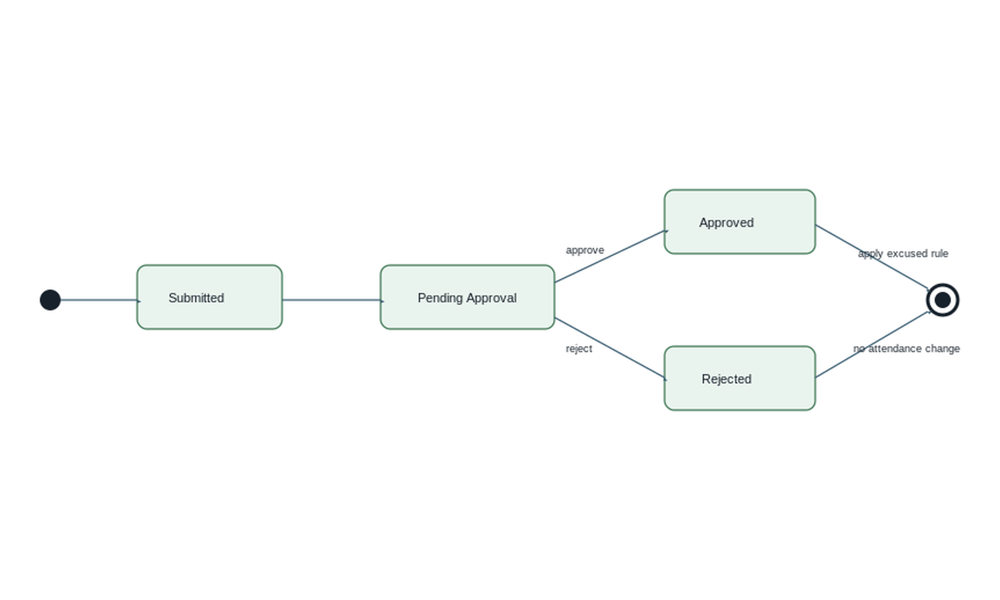 Submitted
Pending Approval
approve
reject
Approved
Rejected
apply excused rule
no attendance change